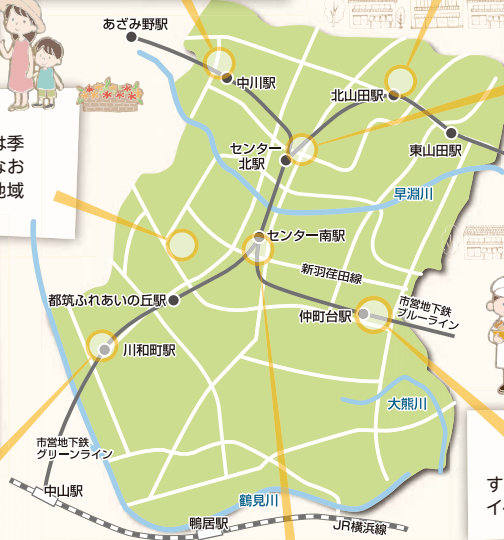 あざみ野駅
中川駅
北山田駅
は季
なお
地域
センター
北駅
東山田駅
早淵川
センター南駅
新羽荏田線
都筑ふれあいの丘駅
仲町台駅
市営地下鉄
ブルーライン
川和町駅
大熊川
市営地下鉄
グリーンライン
中山駅
鶴見川
鴨居駅
JR横浜線
す
イ